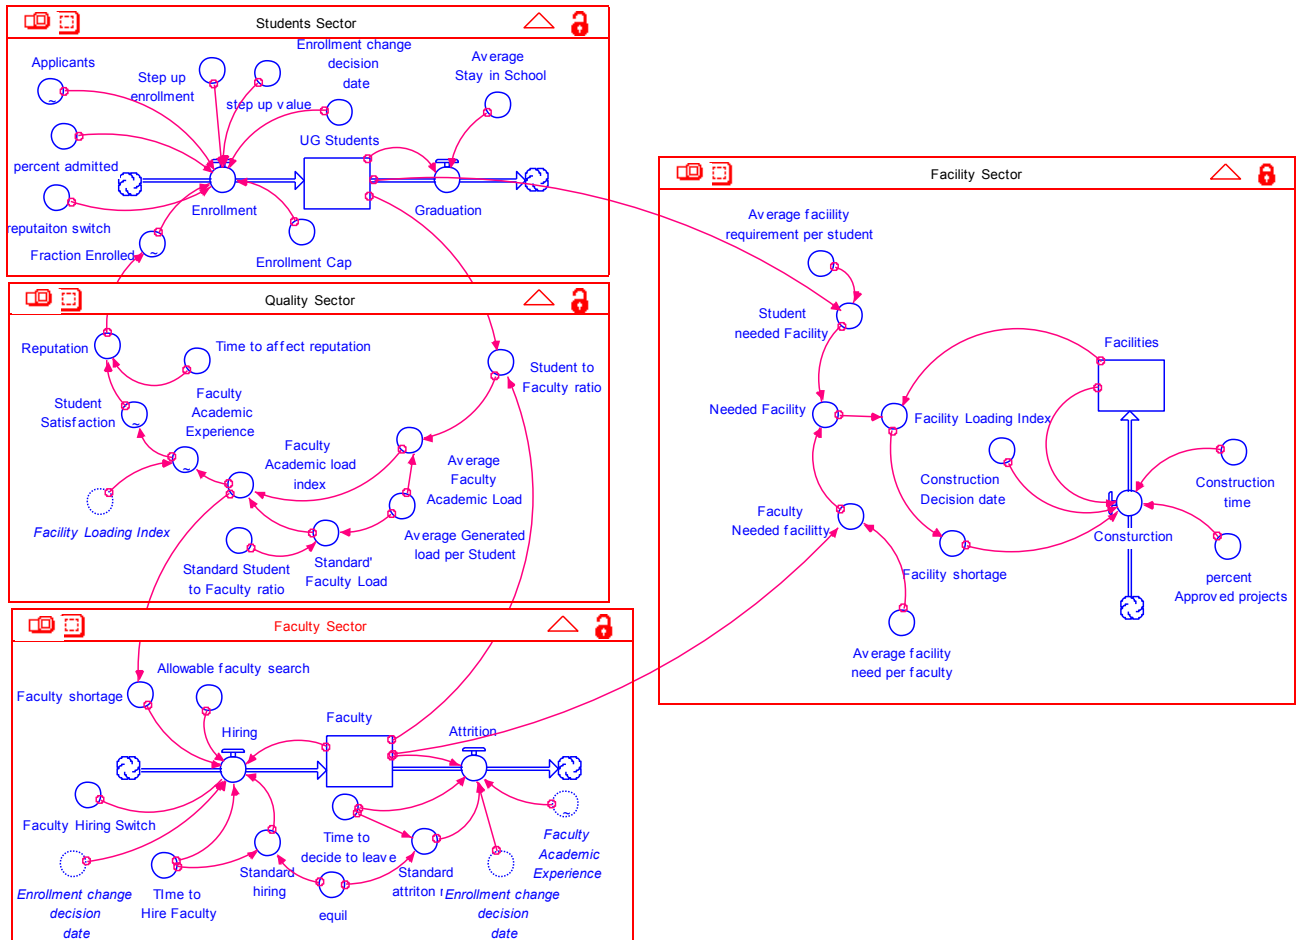 Students Sector
Applicants
Step up
enrollment
step up value
Enrollment change
decision
date
Average
Stay in School
UG Students
percent admitted
Enrollment
Graduation
reputaiton switch
Fraction Enrolled
Enrollment Cap
Quality Sector
Reputation
Time to affect reputation
Student to
Faculty ratio
Student
Satisfaction
Faculty
Academic
Experience
Faculty
Academic load
index
Average
Faculty
Academic Load
Facility Loading Index
Standard Student
to Faculty ratio
Standard'
Faculty Load
Average Generated
load per Student
Faculty Sector
Faculty shortage
Allowable faculty search
Hiring
Faculty
Attrition
Faculty Hiring Switch
Time to
decide to leave
Faculty
Academic
Experience
Enrollment change
decision
date
TIme to
Hire Faculty
Standard
hiring
equil
Standard
attriton r
Enrollment change
decision
date
Facility Sector
Average facility
requirement per student
Student
needed Facility
Facilities
Needed Facility
Facility Loading Index
Construction
Decision date
Construction
time
Faculty
Needed facilitty
Consturction
Facility shortage
percent
Approved projects
Average facility
need per faculty